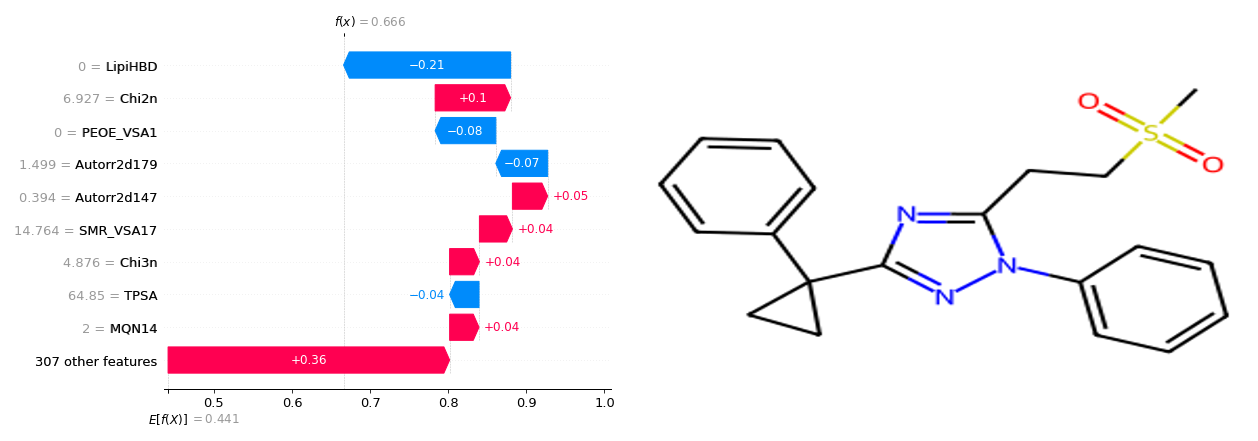 f(x) = 0.666
0 = LipiHBD −0.21
6.927 = Chi2n +0.1
0 = PEOE_VSA1 −0.08
1.499 = Autorr2d179 −0.07
0.394 = Autorr2d147 +0.05
14.764 = SMR_VSA17 +0.04
4.876 = Chi3n +0.04
64.85 = TPSA −0.04
2 = MQN14 +0.04
307 other features +0.36
0.5 0.6 0.7 0.8 0.9 1.0
E[f(X)] = 0.441
O S O
N N N